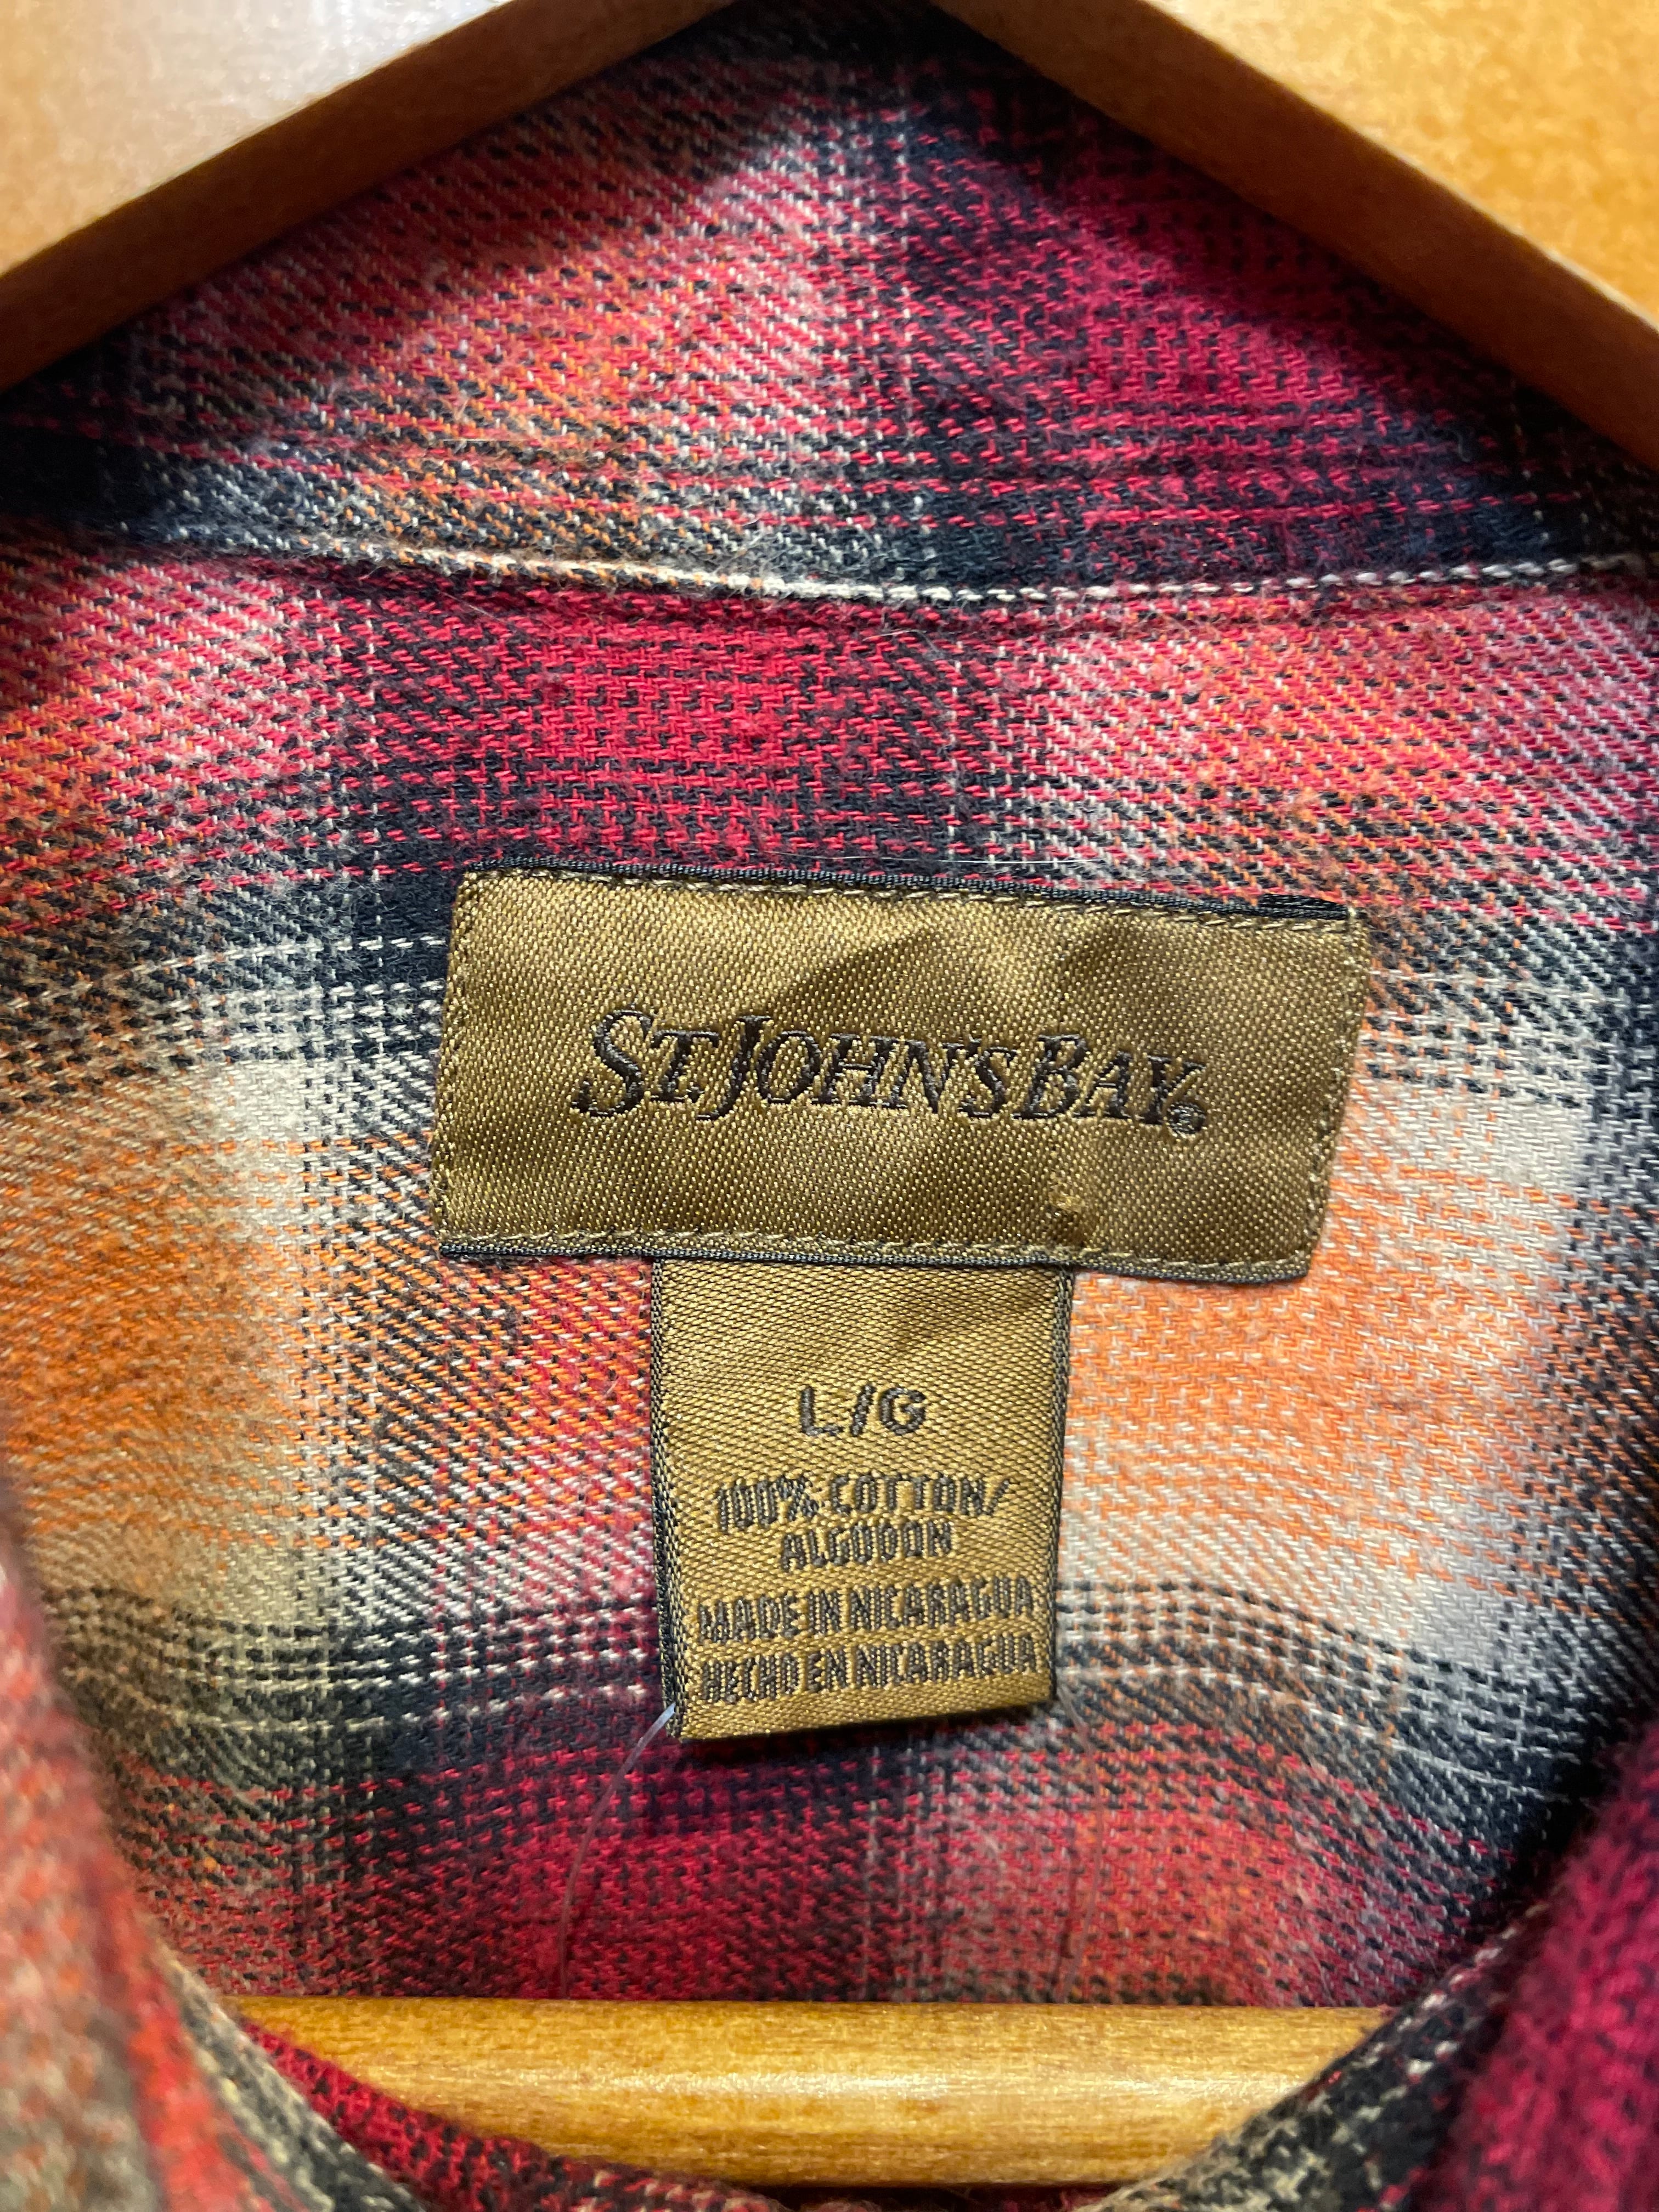 ST. JOHN'S BAY®
L/G
100% COTTON/
ALGODON
MADE IN NICARAGUA
HECHO EN NICARAGUA